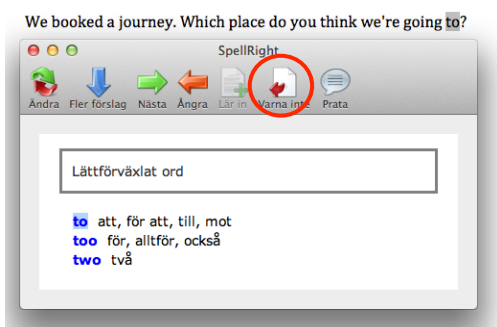 We booked a journey. Which place do you think we're going to?
SpellRight
Ändra Fler förslag Nästa Ångra Lär in Varna inte Prata
Lättförväxlat ord
to att, för att, till, mot
too för, alltför, också
two två